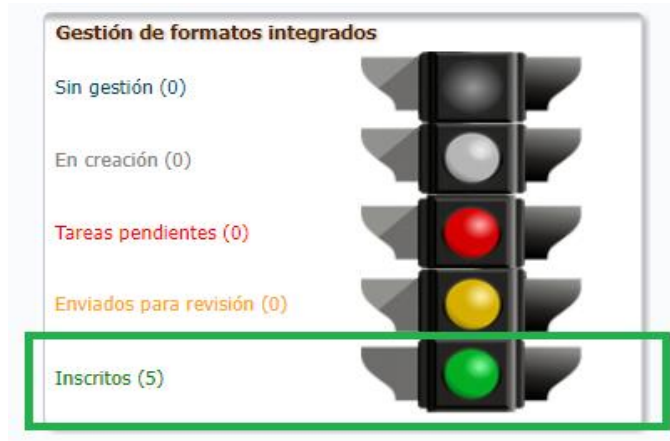 Gestión de formatos integrados
Sin gestión (0)
En creación (0)
Tareas pendientes (0)
Enviados para revisión (0)
Inscritos (5)